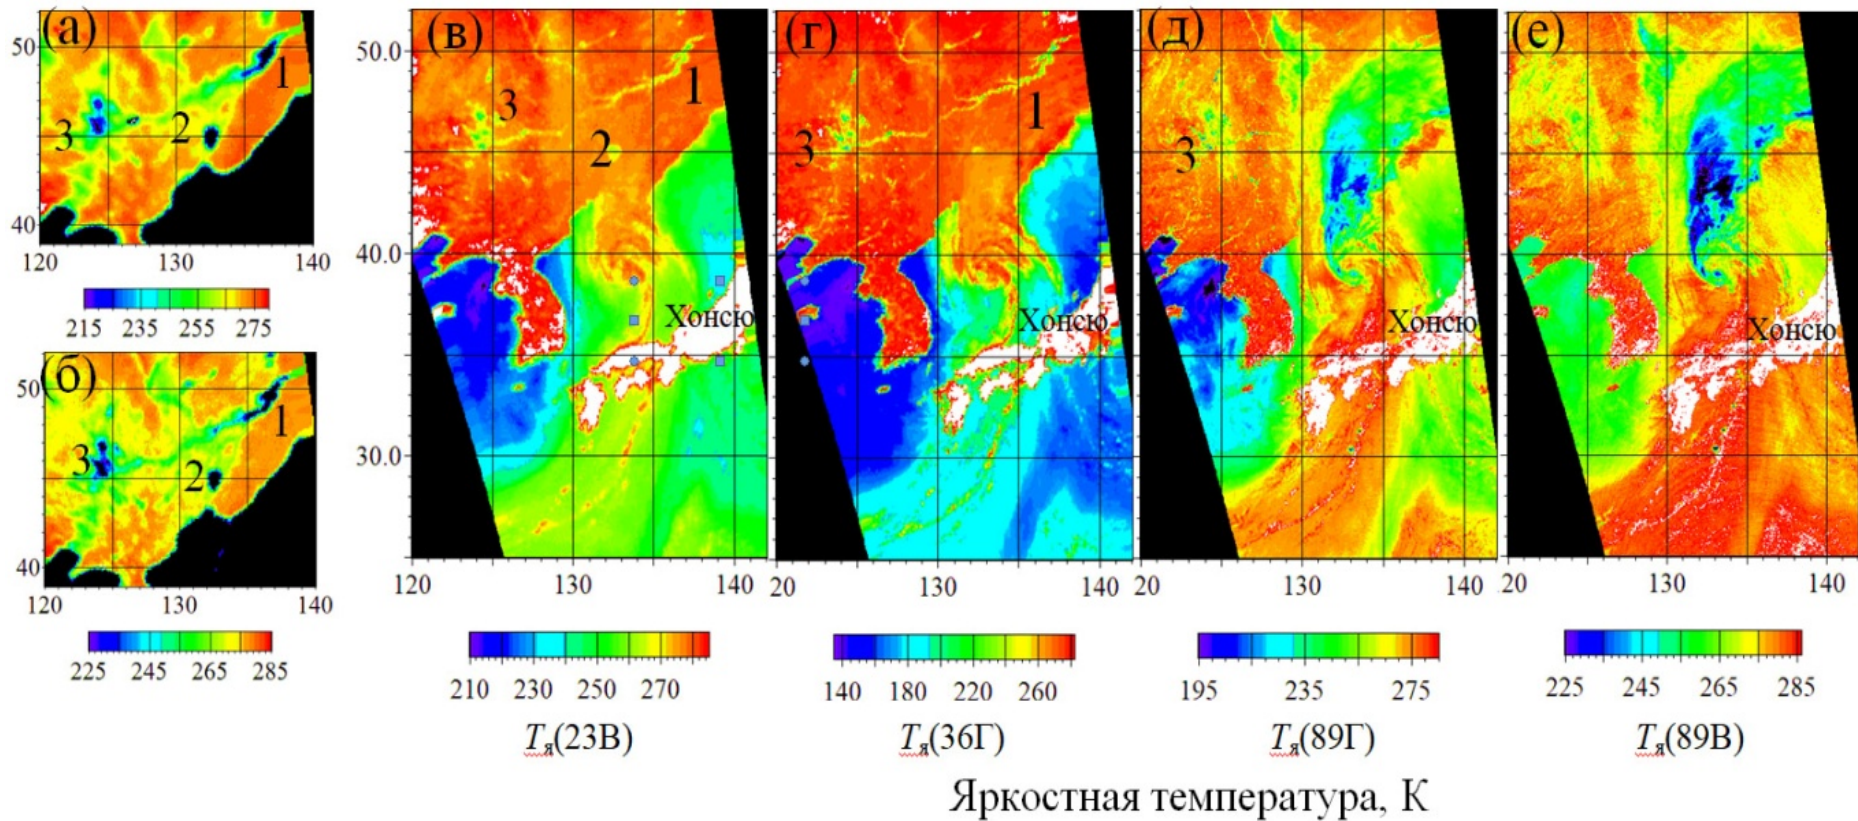 (а)
50
40
1
2
3
120 130 140
215 235 255 275
(б)
50
40
1
2
3
120 130 140
225 245 265 285
(в)
50.0
40.0
30.0
1
2
3
Хонсю
120 130 140
210 230 250 270
Tя(23В)
(г)
1
3
Хонсю
20 130 140
140 180 220 260
Tя(36Г)
(д)
3
Хонсю
20 130 140
195 235 275
Tя(89Г)
(е)
Хонсю
20 130 140
225 245 265 285
Tя(89В)
Яркостная температура, К